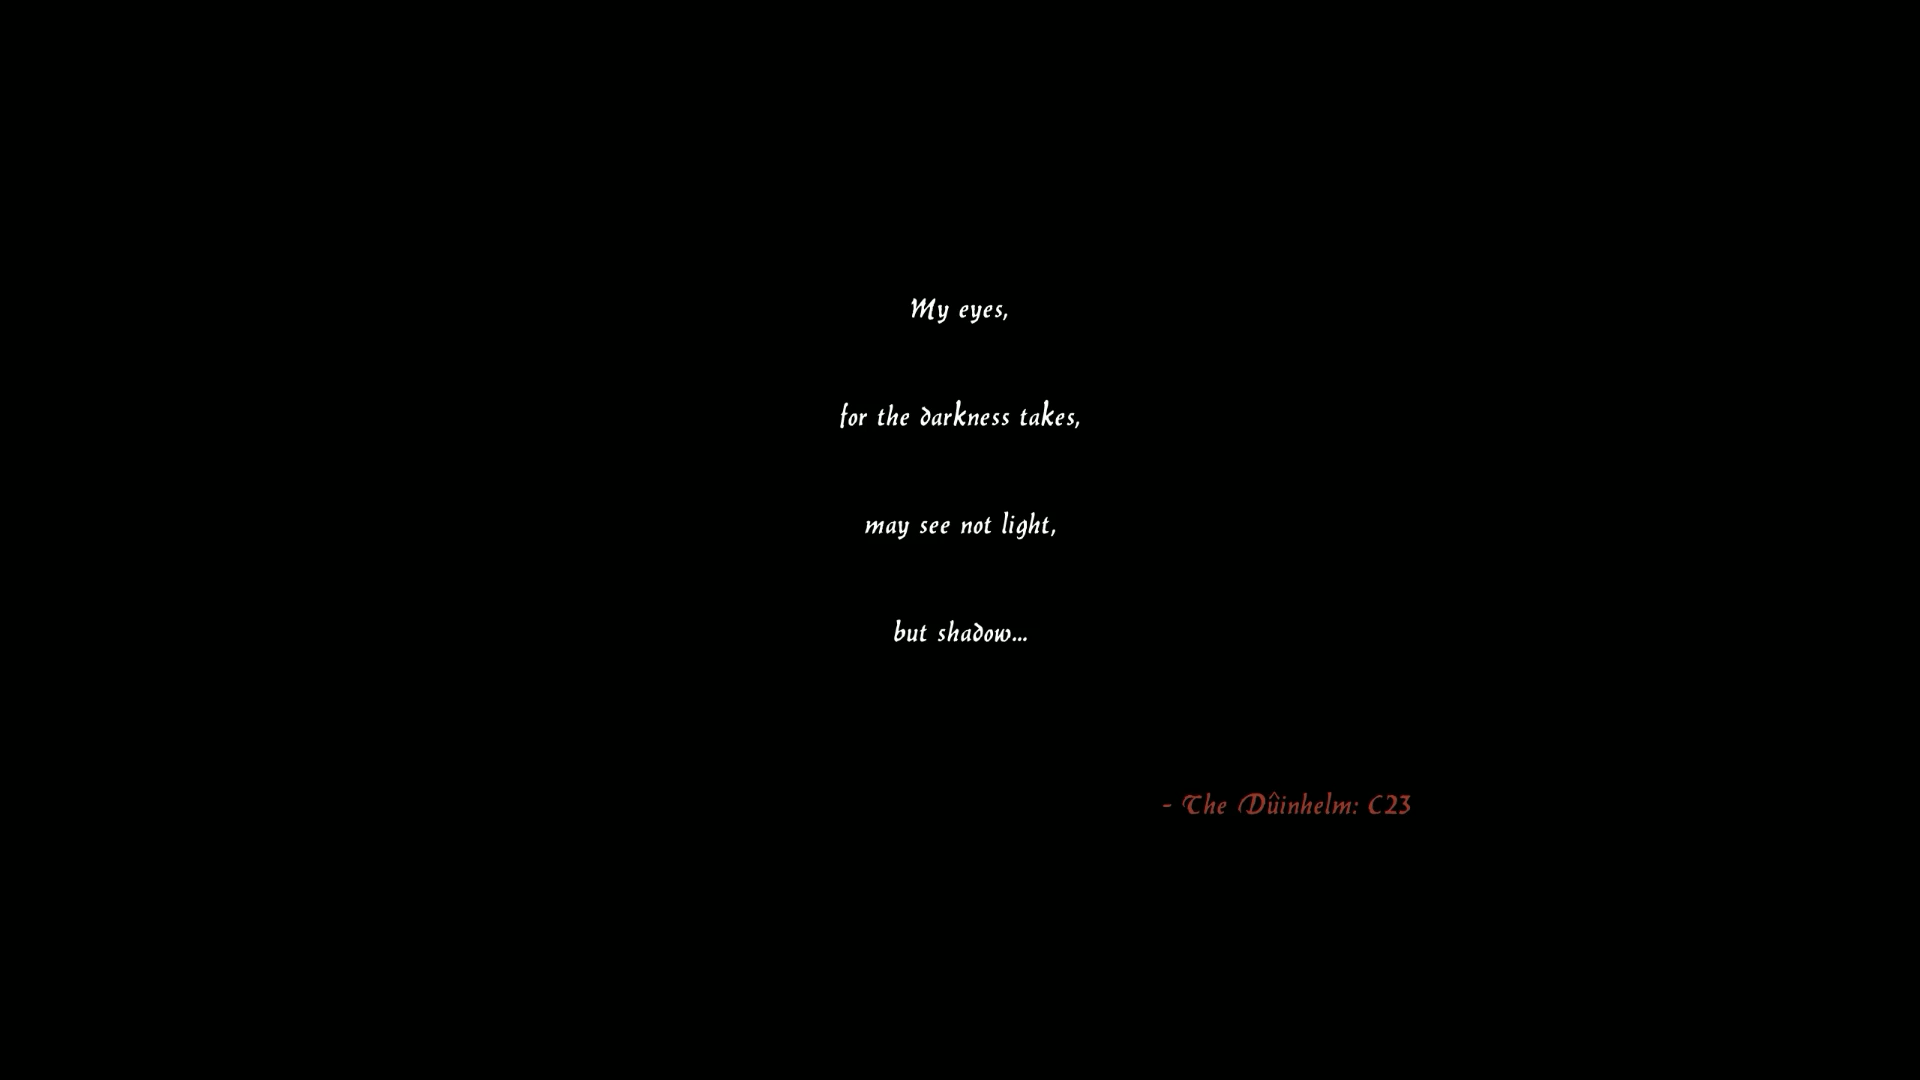 My eyes,
for the darkness takes,
may see not light,
but shadow...
- The Dûinhelm: C23